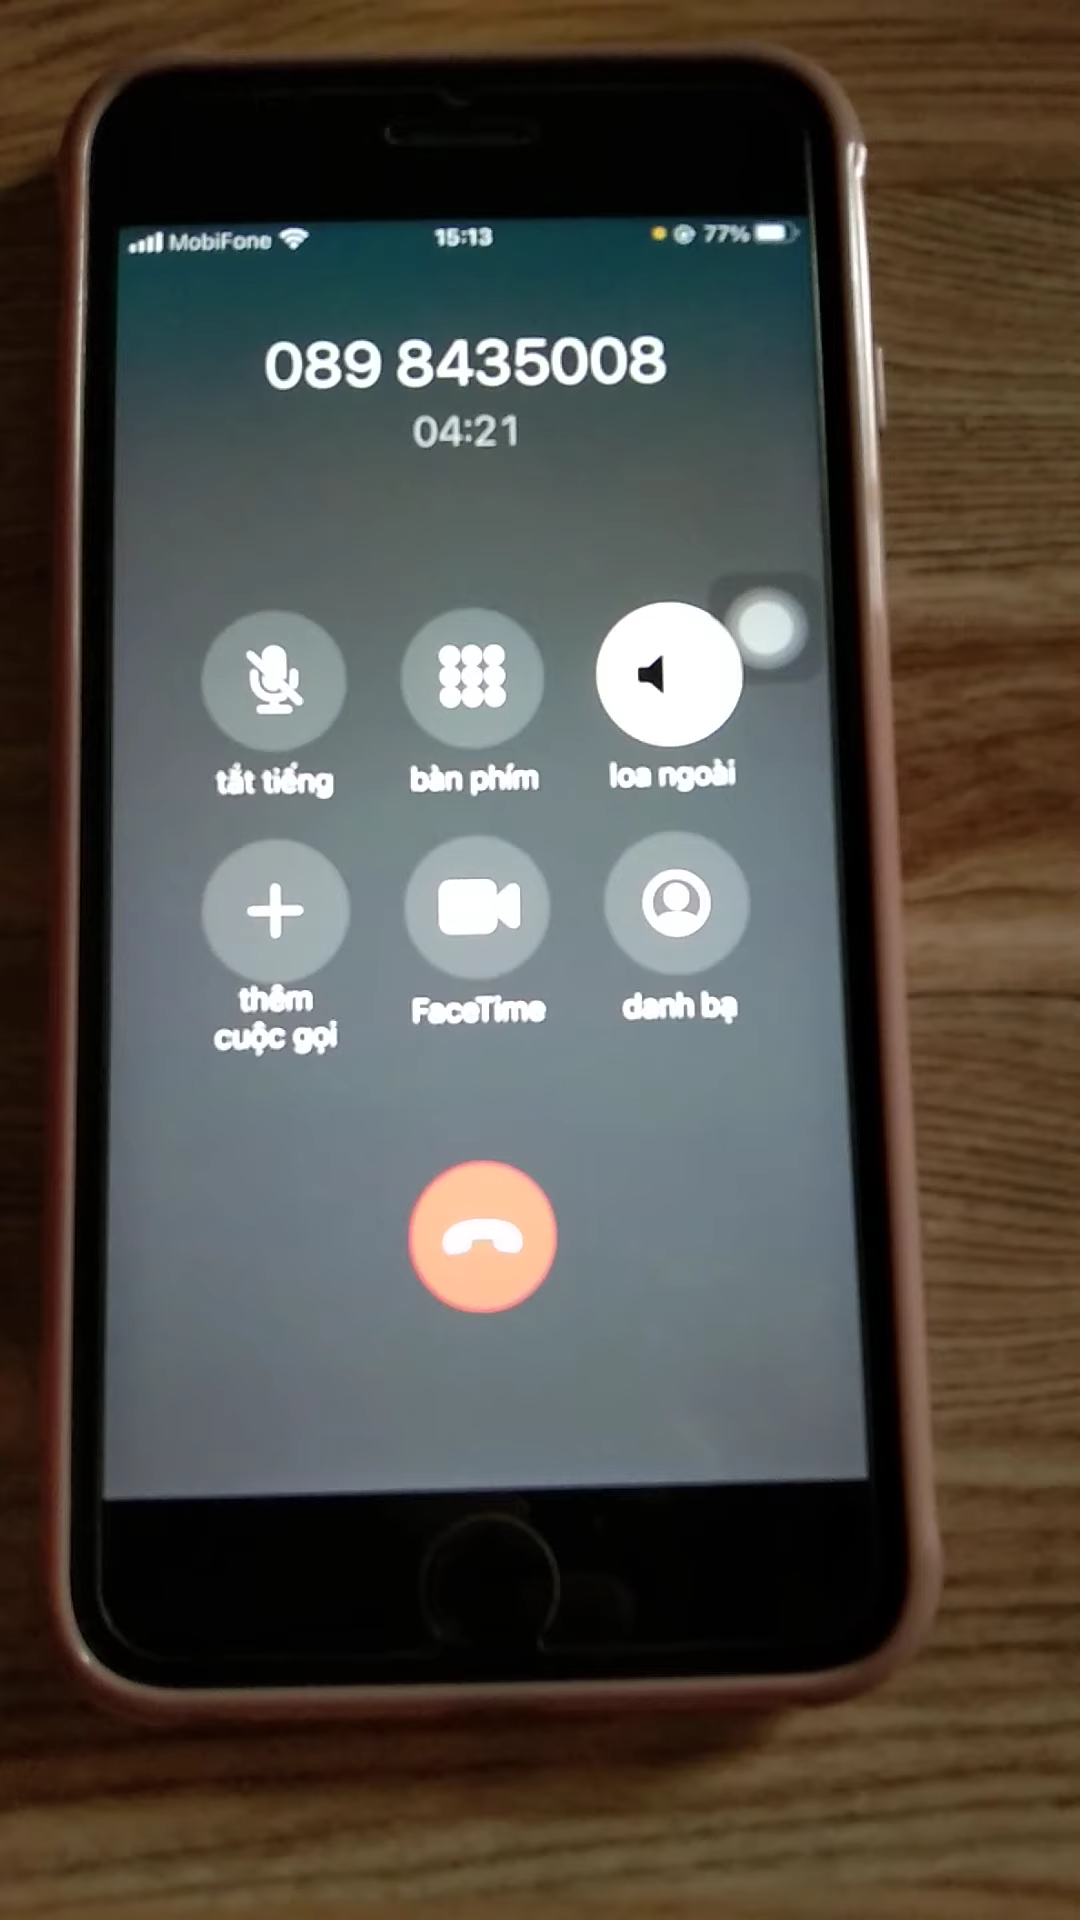 MobiFone 15:13 77%
089 8435008
04:21
tắt tiếng bàn phím loa ngoài
thêm cuộc gọi FaceTime danh bạ